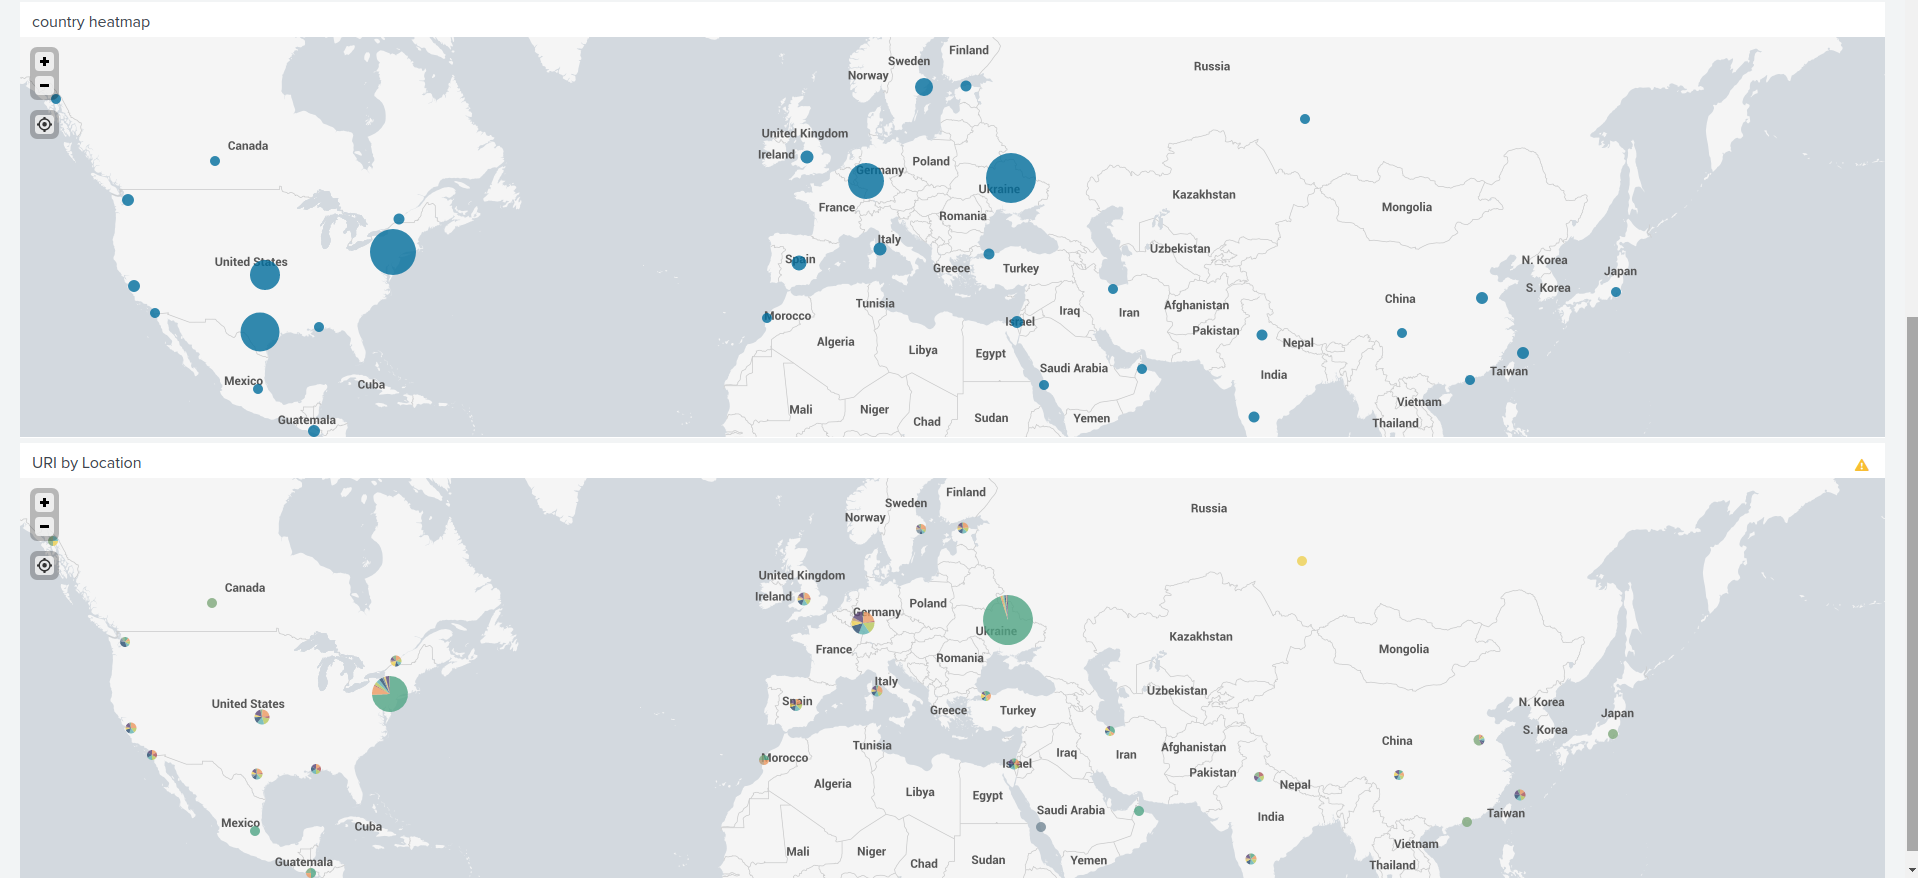 country heatmap
+
Finland
Sweden
Russia
Norway
−
United Kingdom
Canada
Ireland
Poland
Germany
Ukraine
Kazakhstan
France
Mongolia
Romania
Italy
Uzbekistan
United States
Spain
N. Korea
Greece
Turkey
Japan
S. Korea
China
Tunisia
Afghanistan
Iraq
Iran
Morocco
Israel
Pakistan
Algeria
Nepal
Libya
Egypt
Saudi Arabia
Taiwan
India
Mexico
Cuba
Vietnam
Mali
Niger
Sudan
Yemen
Guatemala
Chad
Thailand
URI by Location
Finland
+
Sweden
Russia
Norway
−
United Kingdom
Canada
Ireland
Poland
Germany
Ukraine
Kazakhstan
France
Mongolia
Romania
Italy
Uzbekistan
Spain
N. Korea
United States
Greece
Turkey
Japan
S. Korea
China
Tunisia
Afghanistan
Iraq
Iran
Morocco
Israel
Pakistan
Algeria
Nepal
Libya
Egypt
Saudi Arabia
Taiwan
India
Mexico
Cuba
Vietnam
Mali
Niger
Sudan
Yemen
Guatemala
Chad
Thailand